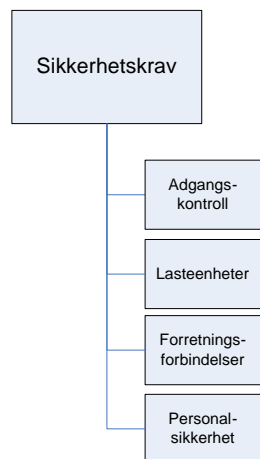 Sikkerhetskrav
Adgangs-
kontroll
Lasteenheter
Forretnings-
forbindelser
Personal-
sikkerhet